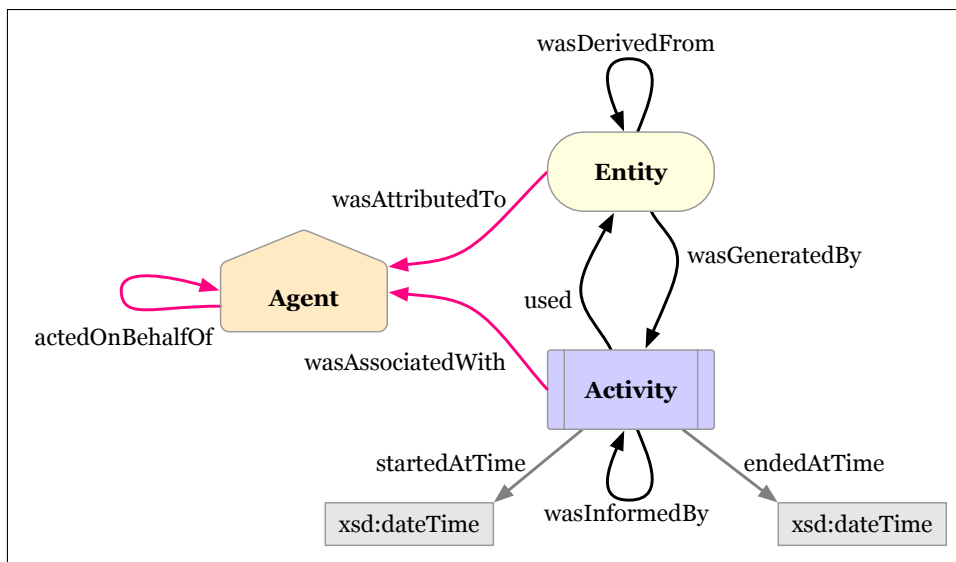 wasDerivedFrom
Entity
wasAttributedTo
wasGeneratedBy
Agent
used
actedOnBehalfOf
wasAssociatedWith
Activity
startedAtTime
endedAtTime
wasInformedBy
xsd:dateTime
xsd:dateTime